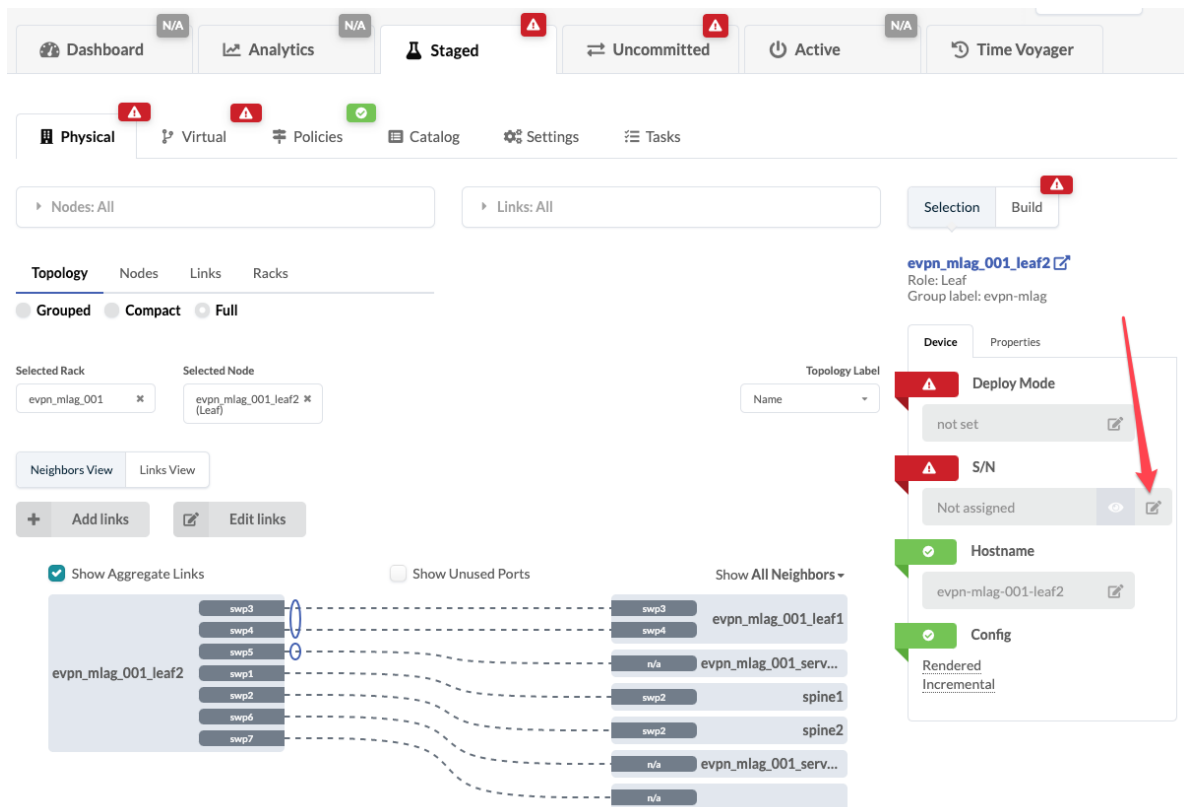 N/A
N/A
N/A
Dashboard
Analytics
Staged
Uncommitted
Active
Time Voyager
Physical
Virtual
Policies
Catalog
Settings
Tasks
Nodes: All
Links: All
Selection
Build
Topology
Nodes
Links
Racks
Grouped
Compact
Full
evpn_mlag_001_leaf2
Role: Leaf
Group label: evpn-mlag
Device
Properties
Selected Rack
Selected Node
Topology Label
evpn_mlag_001
evpn_mlag_001_leaf2
(Leaf)
Name
Deploy Mode
not set
Neighbors View
Links View
S/N
Not assigned
Add links
Edit links
Hostname
evpn-mlag-001-leaf2
Show Aggregate Links
Show Unused Ports
Show All Neighbors
Config
Rendered
Incremental
evpn_mlag_001_leaf2
swp3
swp4
swp5
swp1
swp2
swp6
swp7
swp3
swp4
evpn_mlag_001_leaf1
n/a
evpn_mlag_001_serv...
swp2
spine1
swp2
spine2
n/a
evpn_mlag_001_serv...
n/a